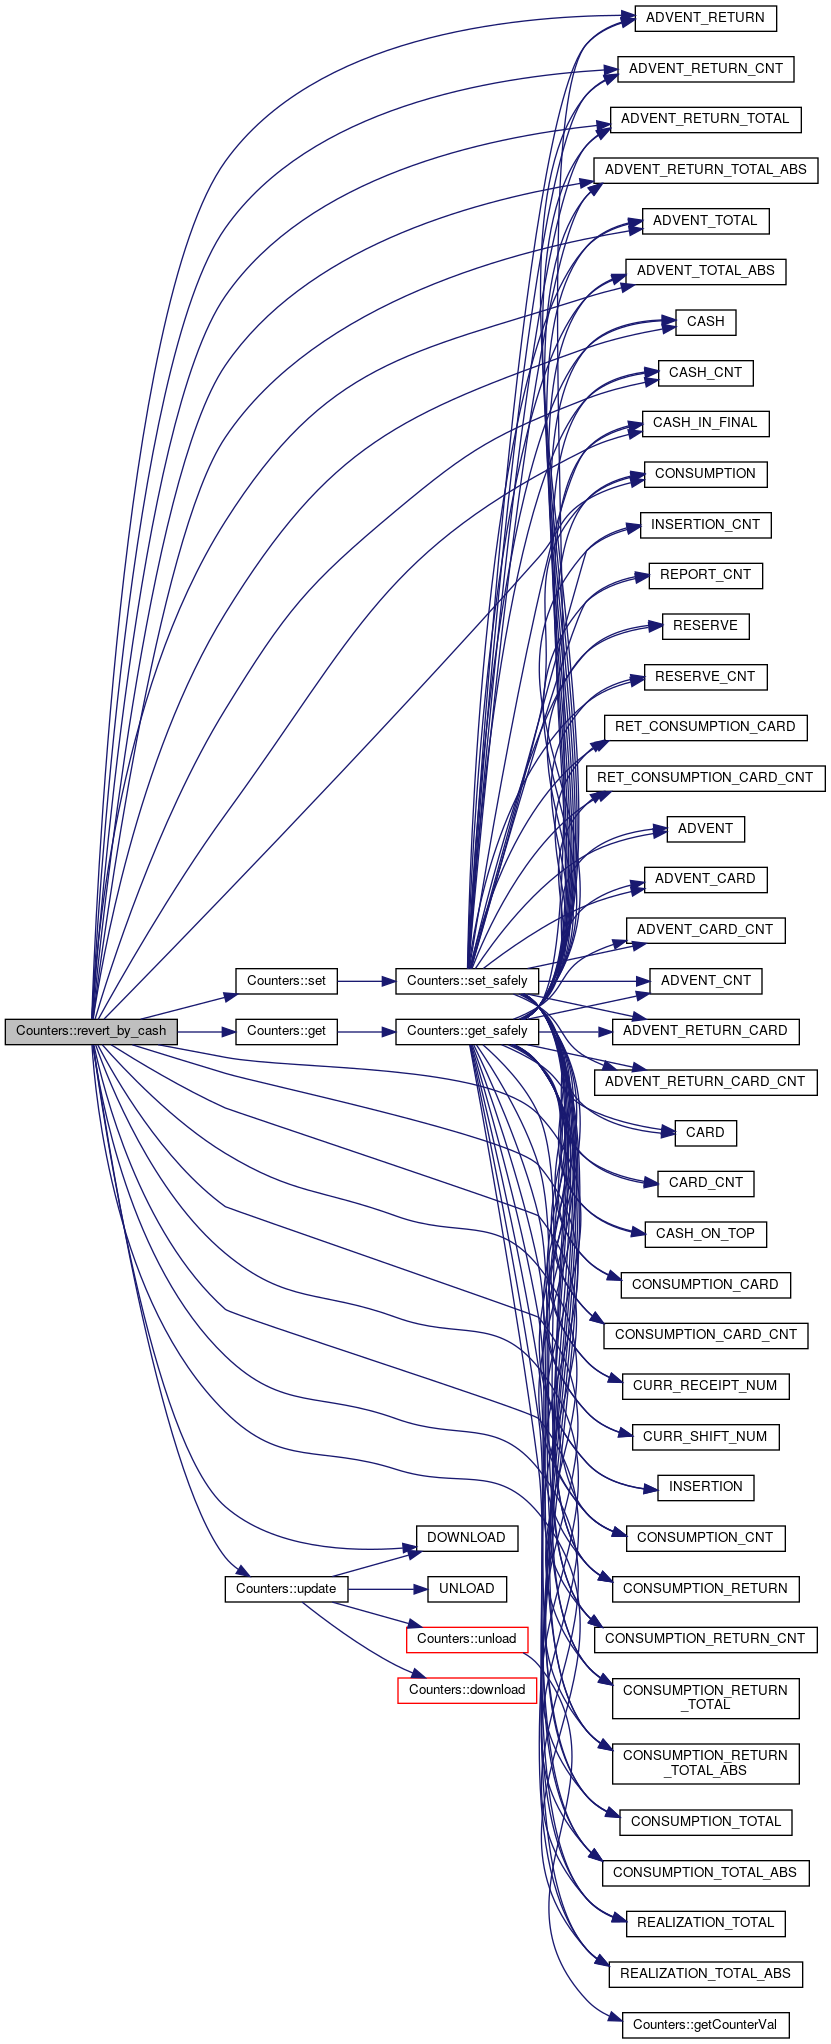 ADVENT_RETURN
ADVENT_RETURN_CNT
ADVENT_RETURN_TOTAL
ADVENT_RETURN_TOTAL_ABS
ADVENT_TOTAL
ADVENT_TOTAL_ABS
CASH
CASH_CNT
CASH_IN_FINAL
CONSUMPTION
INSERTION_CNT
REPORT_CNT
RESERVE
RESERVE_CNT
RET_CONSUMPTION_CARD
RET_CONSUMPTION_CARD_CNT
ADVENT
ADVENT_CARD
ADVENT_CARD_CNT
Counters::set
Counters::set_safely
ADVENT_CNT
Counters::revert_by_cash
Counters::get
Counters::get_safely
ADVENT_RETURN_CARD
ADVENT_RETURN_CARD_CNT
CARD
CARD_CNT
CASH_ON_TOP
CONSUMPTION_CARD
CONSUMPTION_CARD_CNT
CURR_RECEIPT_NUM
CURR_SHIFT_NUM
INSERTION
DOWNLOAD
CONSUMPTION_CNT
Counters::update
UNLOAD
CONSUMPTION_RETURN
Counters::unload
CONSUMPTION_RETURN_CNT
Counters::download
CONSUMPTION_RETURN
_TOTAL
CONSUMPTION_RETURN
_TOTAL_ABS
CONSUMPTION_TOTAL
CONSUMPTION_TOTAL_ABS
REALIZATION_TOTAL
REALIZATION_TOTAL_ABS
Counters::getCounterVal